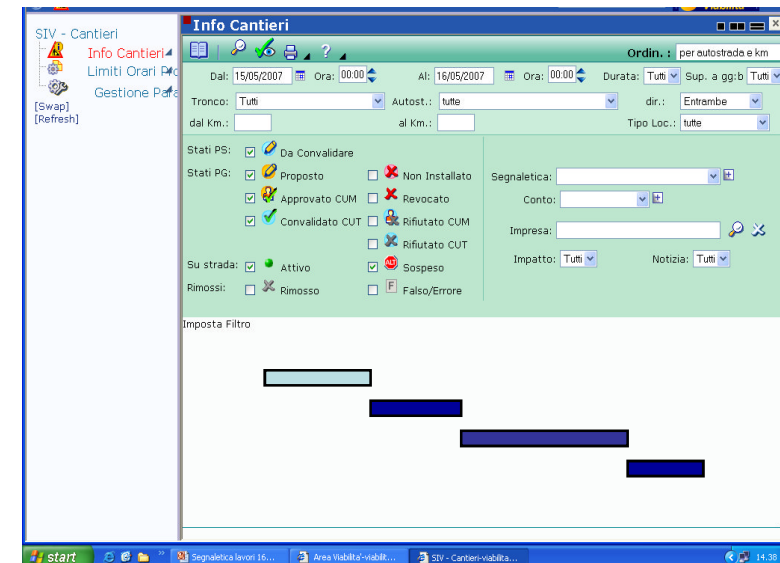 Viabilità
SIV - Cantieri
Info Cantieri
Limiti Orari
Gestione Para
[Swap]
[Refresh]
Info Cantieri
Ordin. : per autostrada e km
Dal: 15/05/2007 Ora: 00:00 Al: 16/05/2007 Ora: 00:00 Durata: Tutti Sup. a gg:b Tutti
Tronco: Tutti Autost.: tutte dir.: Entrambe
dal Km.: al Km.: Tipo Loc.: tutte
Stati PS: Da Convalidare
Stati PG: Proposto Non Installato Segnaletica:
Approvato CUM Revocato Conto:
Convalidato CUT Rifiutato CUM Impresa:
Rifiutato CUT
Su strada: Attivo ALT Sospeso Impatto: Tutti Notizia: Tutti
Rimossi: Rimosso F Falso/Errore
Imposta Filtro
start Segnaletica lavori 16... Area Viabilita'-viabilit... SIV - Cantieri-viabilita... 14.38